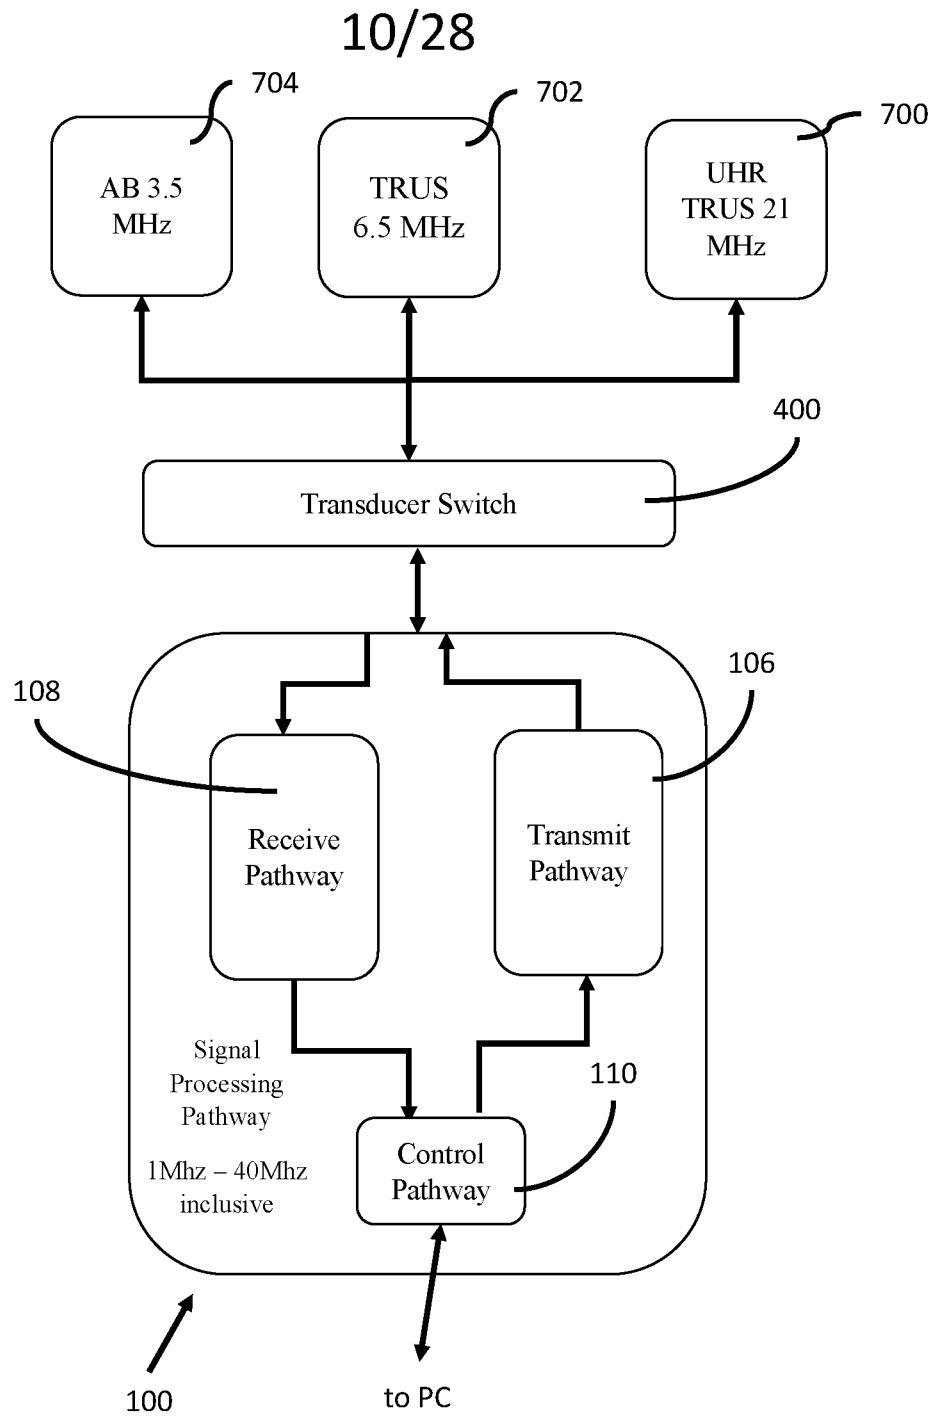 10/28
704
702
700
AB 3.5
MHz
TRUS
6.5 MHz
UHR
TRUS 21
MHz
400
Transducer Switch
108
106
Receive
Pathway
Transmit
Pathway
Signal
Processing
Pathway
1Mhz – 40Mhz
inclusive
110
Control
Pathway
100
to PC